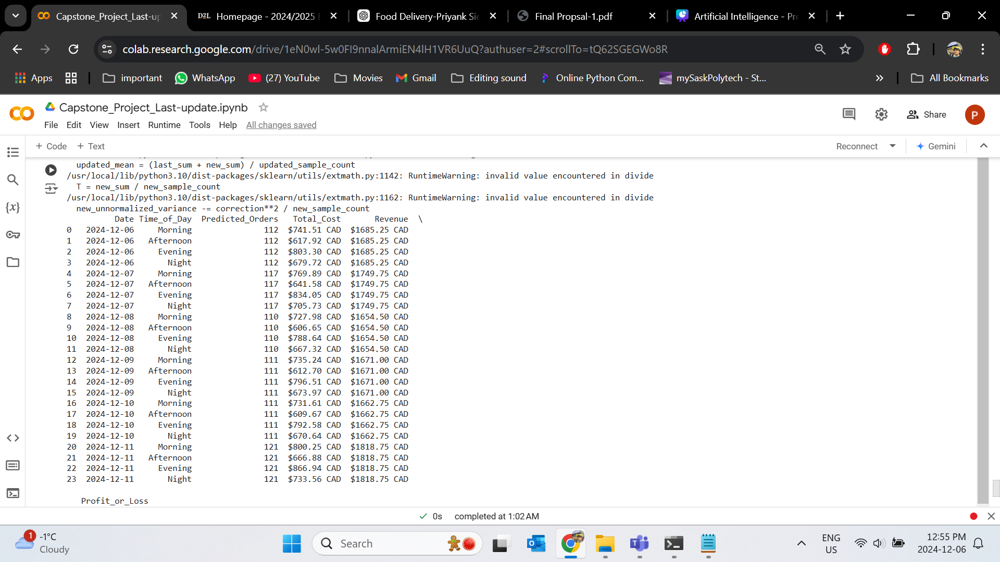 Capstone_Project_Last-up
D2L Homepage - 2024/2025
Food Delivery-Priyank Sid
Final Propsal-1.pdf
Artificial Intelligence - Pre
colab.research.google.com/drive/1eN0wl-5w0FI9nnalArmiEN4lH1VR6UuQ?authuser=2#scrollTo=tQ62SGEGWo8R
Apps
important
WhatsApp
(27) YouTube
Movies
Gmail
Editing sound
Online Python Com...
mySaskPolytech - St...
»
All Bookmarks
Capstone_Project_Last-update.ipynb
File Edit View Insert Runtime Tools Help All changes saved
Share
P
+ Code + Text
Reconnect
Gemini
updated_mean = (last_sum + new_sum) / updated_sample_count
/usr/local/lib/python3.10/dist-packages/sklearn/utils/extmath.py:1142: RuntimeWarning: invalid value encountered in divide
T = new_sum / new_sample_count
/usr/local/lib/python3.10/dist-packages/sklearn/utils/extmath.py:1162: RuntimeWarning: invalid value encountered in divide
new_unnormalized_variance -= correction**2 / new_sample_count
Date Time_of_Day Predicted_Orders Total_Cost Revenue \
0 2024-12-06 Morning 112 $741.51 CAD $1685.25 CAD
1 2024-12-06 Afternoon 112 $617.92 CAD $1685.25 CAD
2 2024-12-06 Evening 112 $803.30 CAD $1685.25 CAD
3 2024-12-06 Night 112 $679.72 CAD $1685.25 CAD
4 2024-12-07 Morning 117 $769.89 CAD $1749.75 CAD
5 2024-12-07 Afternoon 117 $641.58 CAD $1749.75 CAD
6 2024-12-07 Evening 117 $834.05 CAD $1749.75 CAD
7 2024-12-07 Night 117 $705.73 CAD $1749.75 CAD
8 2024-12-08 Morning 110 $727.98 CAD $1654.50 CAD
9 2024-12-08 Afternoon 110 $606.65 CAD $1654.50 CAD
10 2024-12-08 Evening 110 $788.64 CAD $1654.50 CAD
11 2024-12-08 Night 110 $667.32 CAD $1654.50 CAD
12 2024-12-09 Morning 111 $735.24 CAD $1671.00 CAD
13 2024-12-09 Afternoon 111 $612.70 CAD $1671.00 CAD
14 2024-12-09 Evening 111 $796.51 CAD $1671.00 CAD
15 2024-12-09 Night 111 $673.97 CAD $1671.00 CAD
16 2024-12-10 Morning 111 $731.61 CAD $1662.75 CAD
17 2024-12-10 Afternoon 111 $609.67 CAD $1662.75 CAD
18 2024-12-10 Evening 111 $792.58 CAD $1662.75 CAD
19 2024-12-10 Night 111 $670.64 CAD $1662.75 CAD
20 2024-12-11 Morning 121 $800.25 CAD $1818.75 CAD
21 2024-12-11 Afternoon 121 $666.88 CAD $1818.75 CAD
22 2024-12-11 Evening 121 $866.94 CAD $1818.75 CAD
23 2024-12-11 Night 121 $733.56 CAD $1818.75 CAD
Profit_or_Loss
0s completed at 1:02 AM
1
-1°C
Cloudy
Search
ENG
US
12:55 PM
2024-12-06